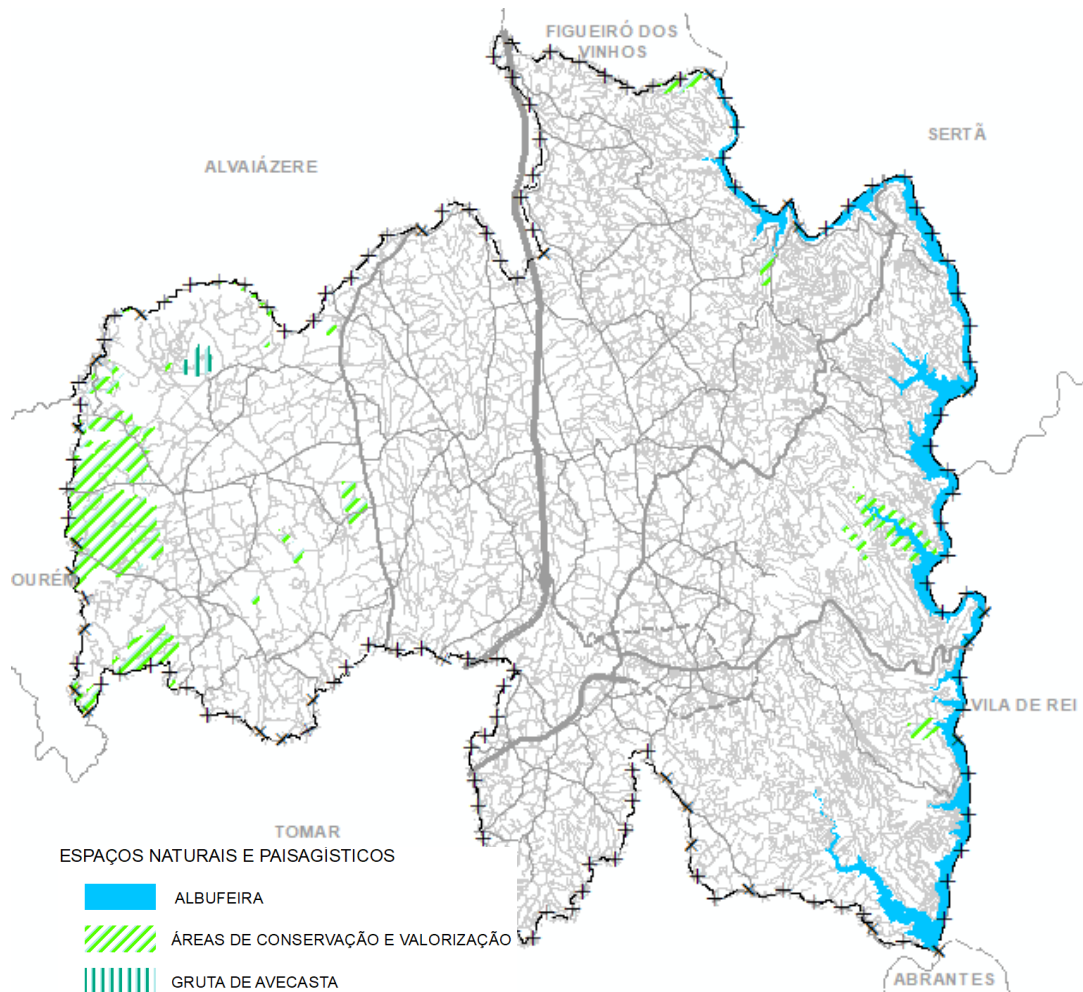 FIGUEIRÓ DOS
VINHOS
SERTÃ
ALVAIÁZERE
OURÉM
VILA DE REI
TOMAR
ESPAÇOS NATURAIS E PAISAGÍSTICOS
ALBUFEIRA
ÁREAS DE CONSERVAÇÃO E VALORIZAÇÃO
GRUTA DE AVECASTA
ABRANTES